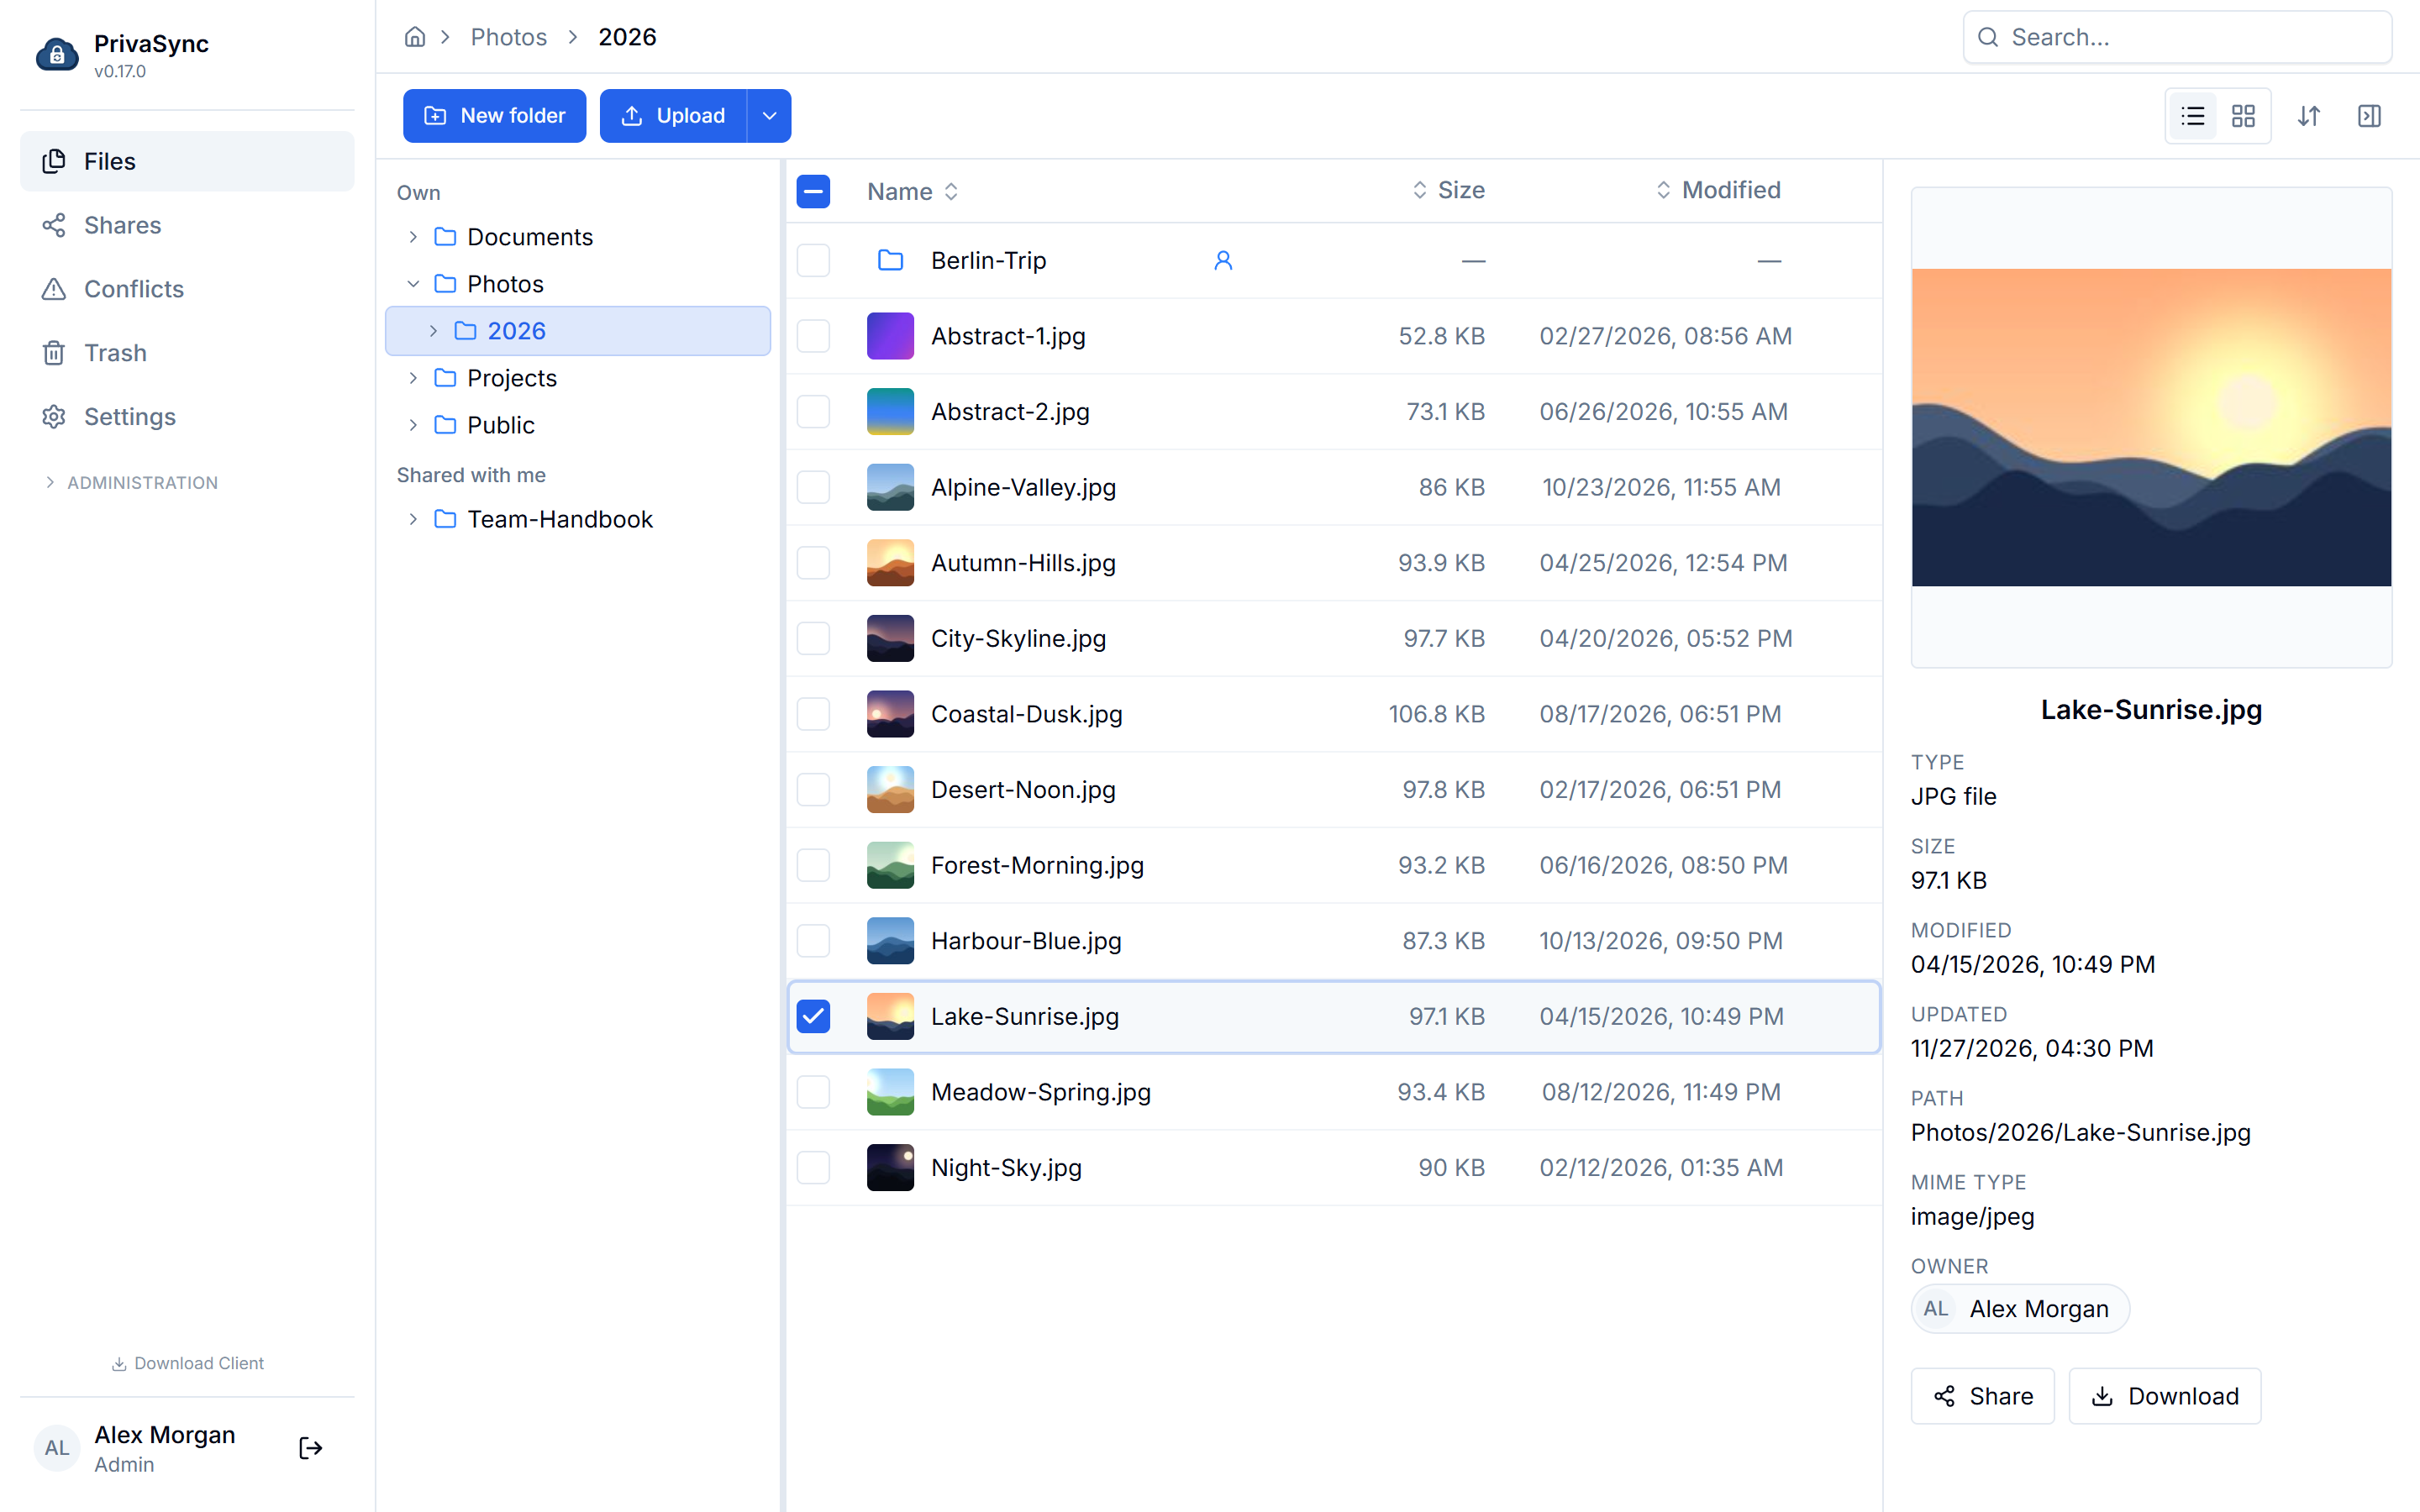 PrivaSync
v0.17.0
Files
Shares
Conflicts
Trash
Settings
ADMINISTRATION
Download Client
AL
Alex Morgan
Admin
Photos
2026
Search...
New folder
Upload
Own
Documents
Photos
2026
Projects
Public
Shared with me
Team-Handbook
Name Size Modified
Berlin-Trip — —
Abstract-1.jpg 52.8 KB 02/27/2026, 08:56 AM
Abstract-2.jpg 73.1 KB 06/26/2026, 10:55 AM
Alpine-Valley.jpg 86 KB 10/23/2026, 11:55 AM
Autumn-Hills.jpg 93.9 KB 04/25/2026, 12:54 PM
City-Skyline.jpg 97.7 KB 04/20/2026, 05:52 PM
Coastal-Dusk.jpg 106.8 KB 08/17/2026, 06:51 PM
Desert-Noon.jpg 97.8 KB 02/17/2026, 06:51 PM
Forest-Morning.jpg 93.2 KB 06/16/2026, 08:50 PM
Harbour-Blue.jpg 87.3 KB 10/13/2026, 09:50 PM
Lake-Sunrise.jpg 97.1 KB 04/15/2026, 10:49 PM
Meadow-Spring.jpg 93.4 KB 08/12/2026, 11:49 PM
Night-Sky.jpg 90 KB 02/12/2026, 01:35 AM
Lake-Sunrise.jpg
TYPE
JPG file
SIZE
97.1 KB
MODIFIED
04/15/2026, 10:49 PM
UPDATED
11/27/2026, 04:30 PM
PATH
Photos/2026/Lake-Sunrise.jpg
MIME TYPE
image/jpeg
OWNER
AL Alex Morgan
Share Download